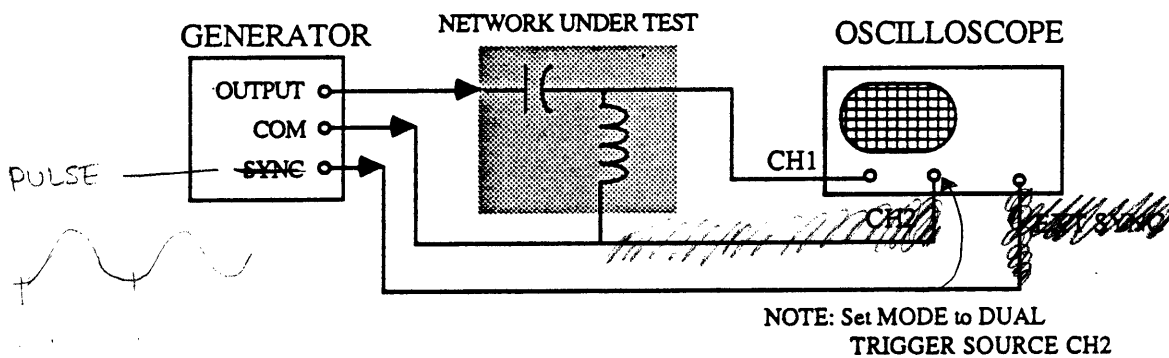 NETWORK UNDER TEST
GENERATOR
OSCILLOSCOPE
OUTPUT
COM
SYNC
PULSE
CH1
CH2
NOTE: Set MODE to DUAL
TRIGGER SOURCE CH2